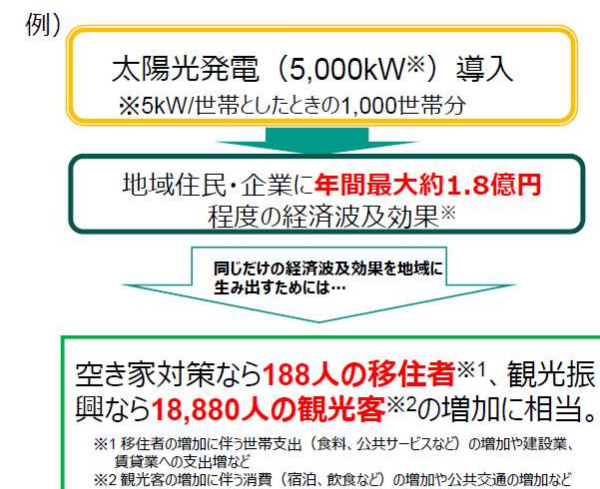 例）
太陽光発電（5,000kW※）導入
※5kW/世帯としたときの1,000世帯分
地域住民・企業に年間最大約1.8億円
程度の経済波及効果※
同じだけの経済波及効果を地域に
生み出すためには…
空き家対策なら188人の移住者※1、観光振
興なら18,880人の観光客※2の増加に相当。
※1 移住者の増加に伴う世帯支出（食料、公共サービスなど）の増加や建設業、
賃貸業への支出増など
※2 観光客の増加に伴う消費（宿泊、飲食など）の増加や公共交通の増加など